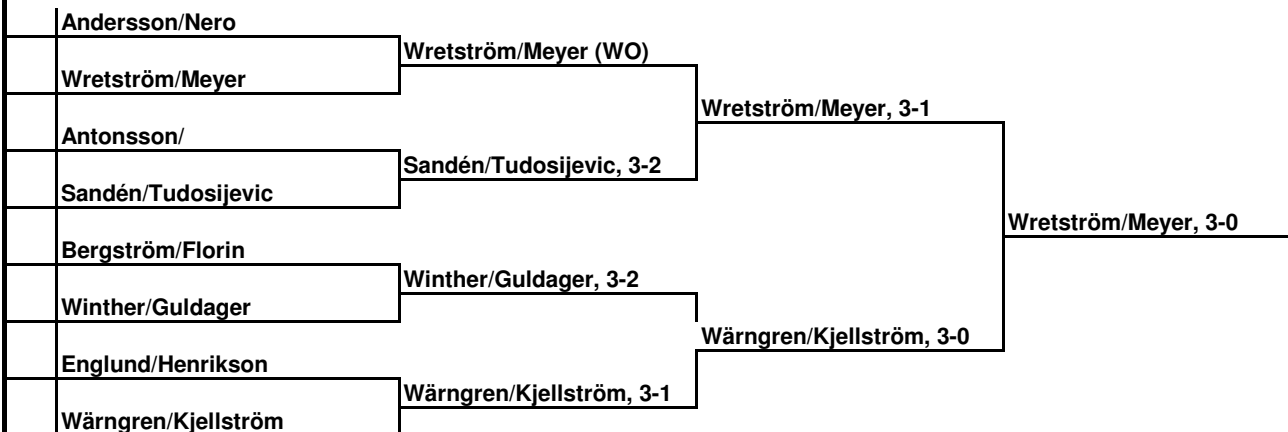 Andersson/Nero
Wretström/Meyer (WO)
Wretström/Meyer
Wretström/Meyer, 3-1
Antonsson/
Sandén/Tudosijevic, 3-2
Sandén/Tudosijevic
Wretström/Meyer, 3-0
Bergström/Florin
Winther/Guldager, 3-2
Winther/Guldager
Wärngren/Kjellström, 3-0
Englund/Henrikson
Wärngren/Kjellström, 3-1
Wärngren/Kjellström